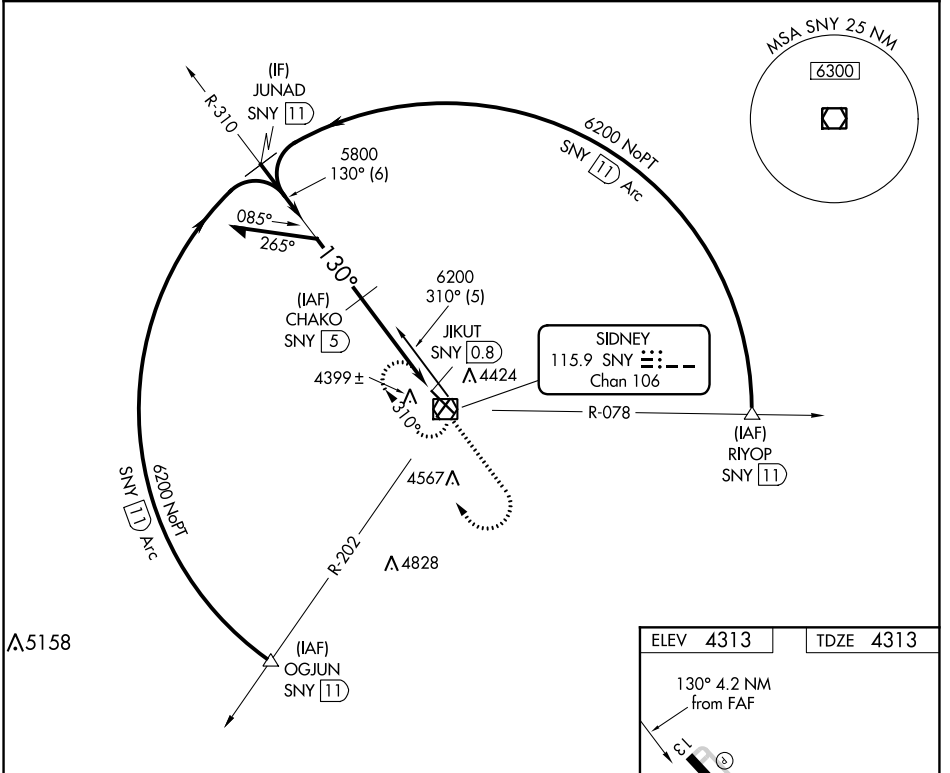 MSA SNY 25 NM
6300
(IF)
JUNAD
SNY 11
R-310
5800
130° (6)
6200 NoPT
SNY 11 Arc
085°
265°
130°
(IAF)
CHAKO
SNY 5
6200
310° (5)
JIKUT
SNY 0.8
4424
4399 ±
310°
SIDNEY
115.9 SNY
Chan 106
R-078
(IAF)
RIYOP
SNY 11
4567
6200 NoPT
SNY 11 Arc
R-202
4828
5158
(IAF)
OGJUN
SNY 11
ELEV 4313
TDZE 4313
130° 4.2 NM
from FAF
13
P